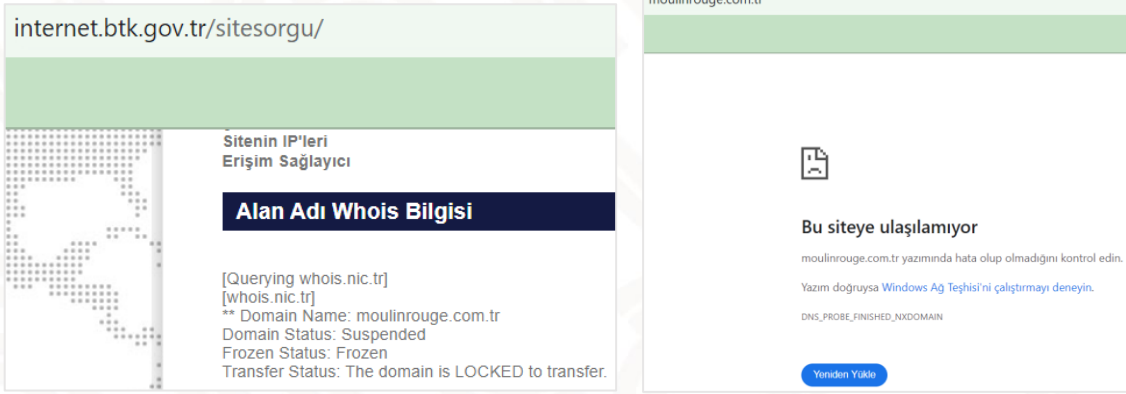 internet.btk.gov.tr/sitesorgu/
Sitenin IP'leri
Erişim Sağlayıcı
Alan Adı Whois Bilgisi
[Querying whois.nic.tr]
[whois.nic.tr]
** Domain Name: moulinrouge.com.tr
Domain Status: Suspended
Frozen Status: Frozen
Transfer Status: The domain is LOCKED to transfer.
moulinrouge.com.tr
Bu siteye ulaşılamıyor
moulinrouge.com.tr yazımında hata olup olmadığını kontrol edin.
Yazım doğruysa Windows Ağ Teşhisi'ni çalıştırmayı deneyin.
DNS_PROBE_FINISHED_NXDOMAIN
Yeniden Yükle